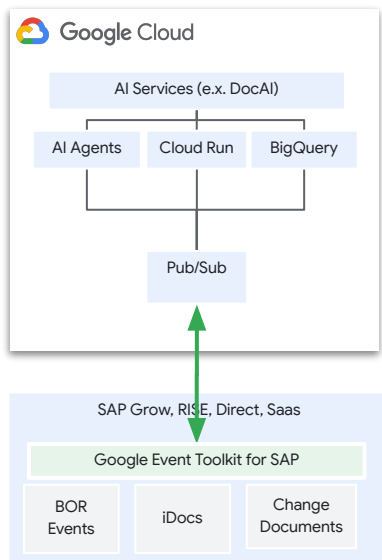 Google Cloud
AI Services (e.x. DocAI)
AI Agents
Cloud Run
BigQuery
Pub/Sub
SAP Grow, RISE, Direct, Saas
Google Event Toolkit for SAP
BOR
Events
iDocs
Change
Documents